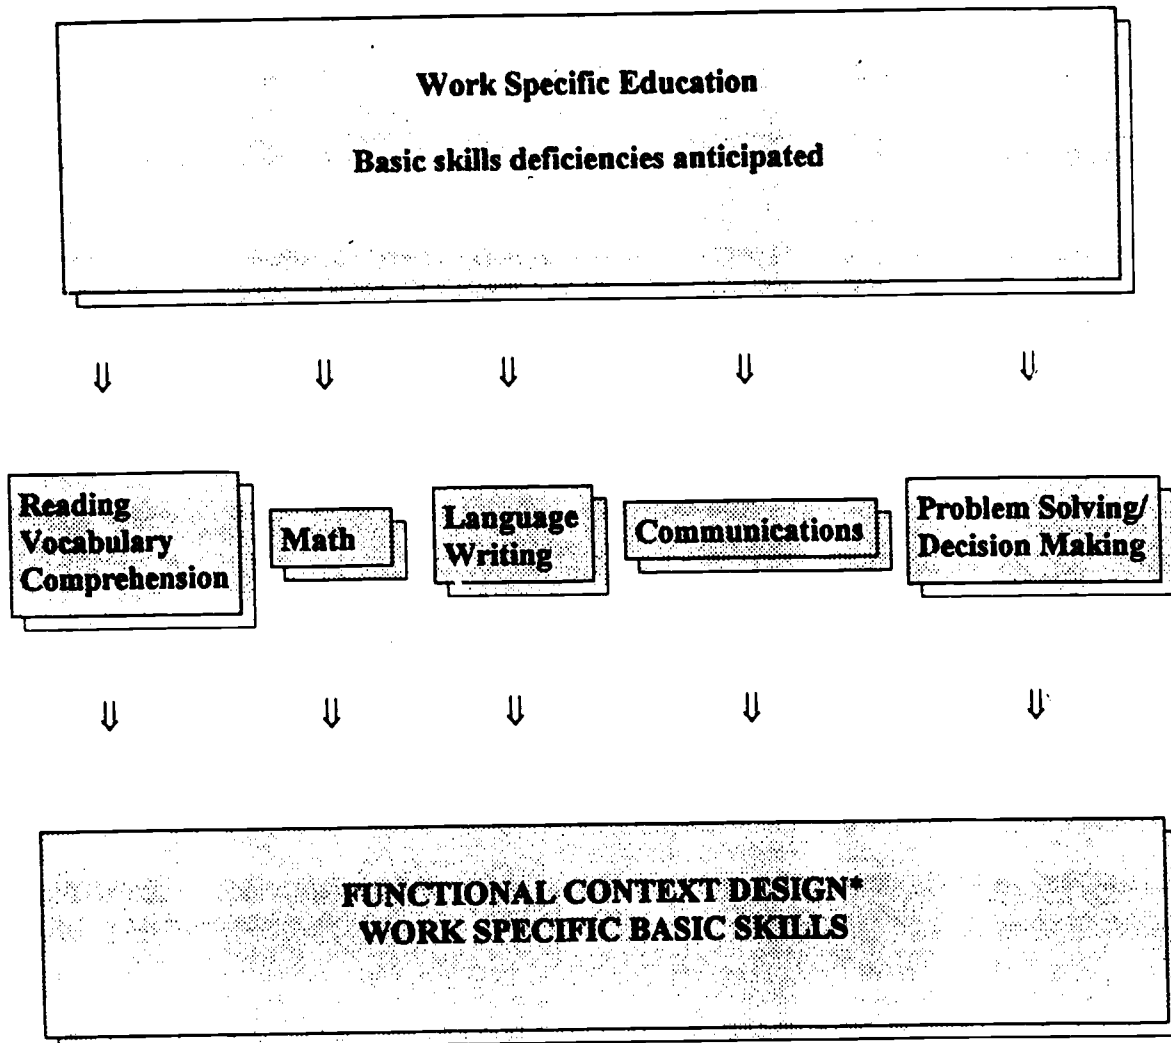 Work Specific Education
Basic skills deficiencies anticipated
⇓ ⇓ ⇓ ⇓ ⇓
Reading
Vocabulary
Comprehension
Math
Language
Writing
Communications
Problem Solving/
Decision Making
⇓ ⇓ ⇓ ⇓ ⇓
FUNCTIONAL CONTEXT DESIGN*
WORK SPECIFIC BASIC SKILLS